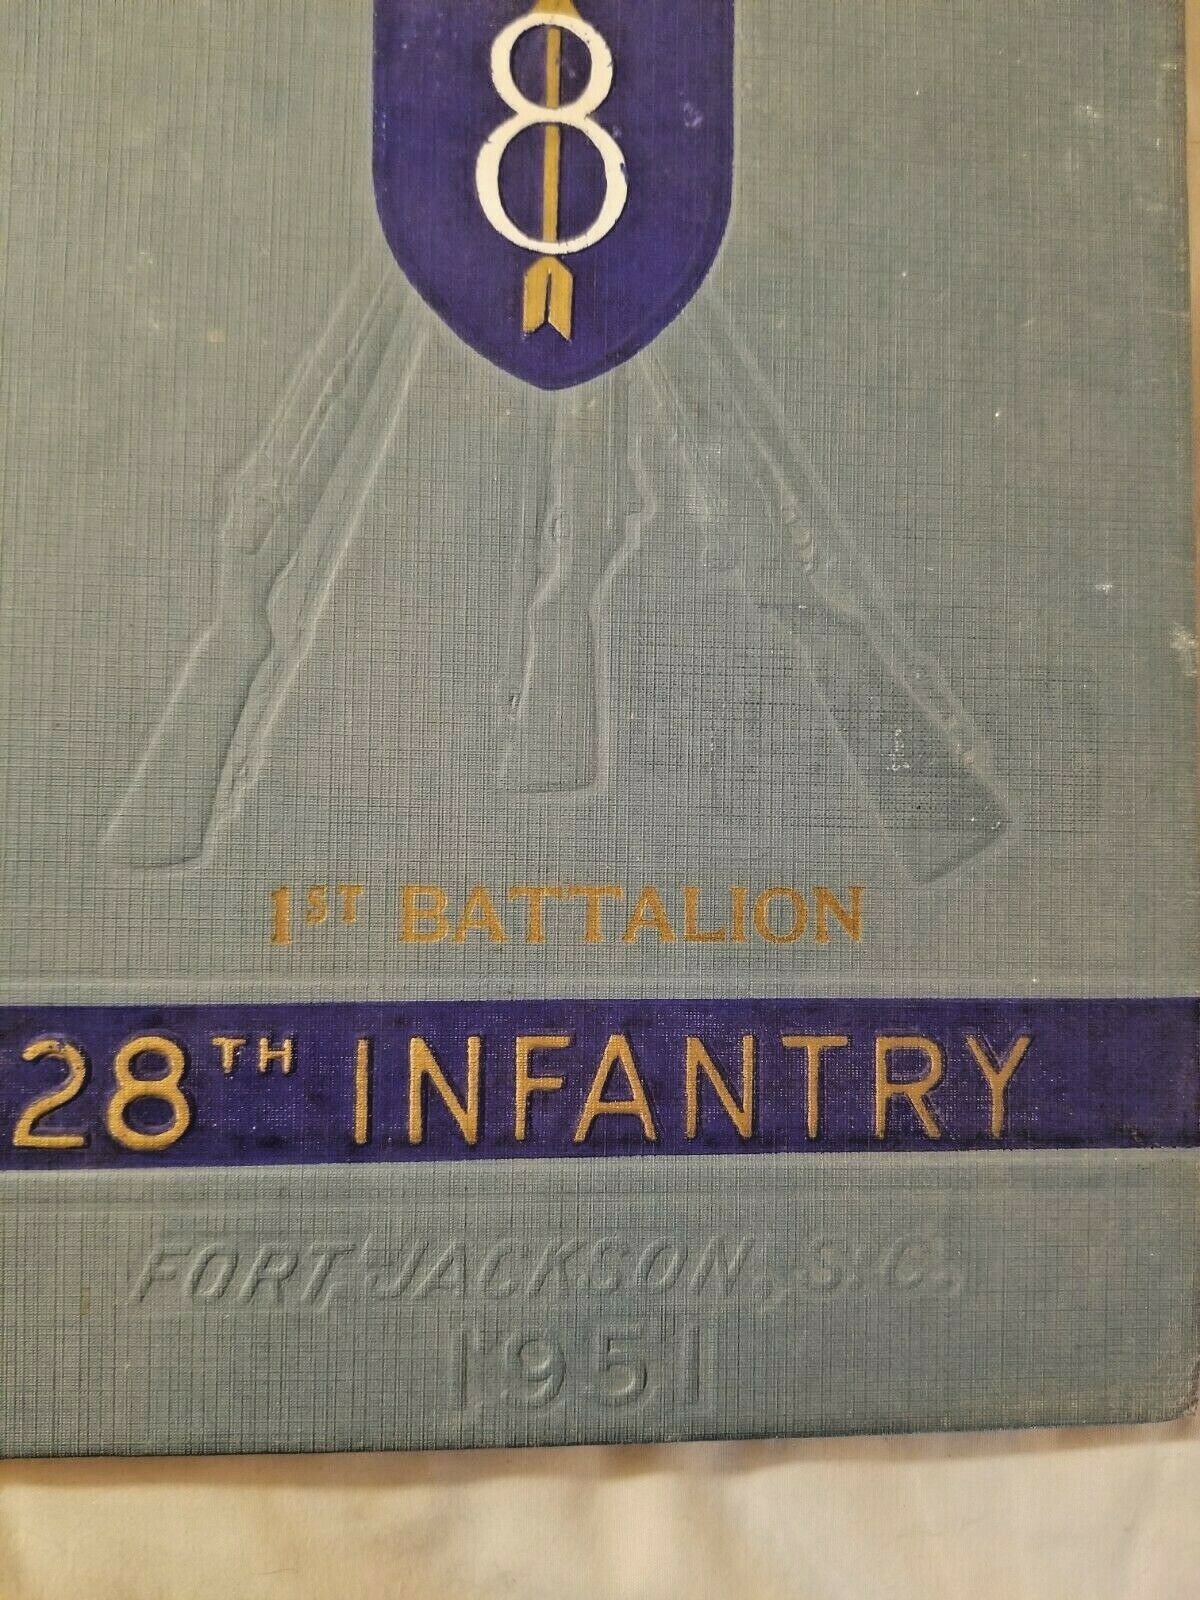 8
1ST BATTALION
28TH INFANTRY
FORT JACKSON, S.C.,
1951